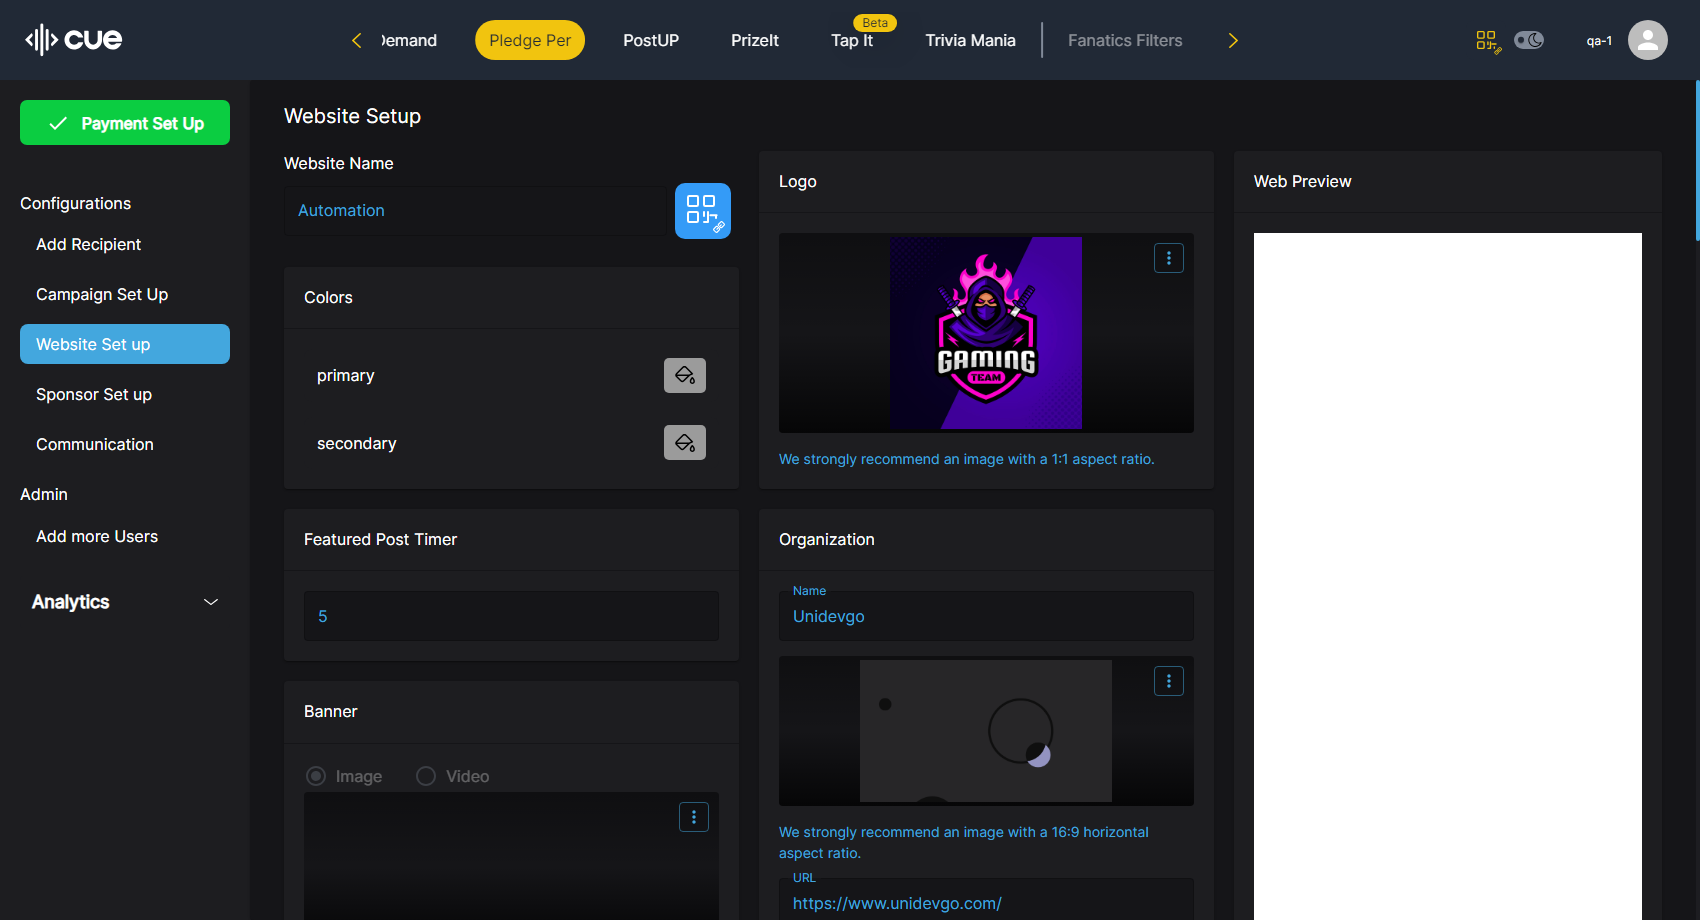 cue
Demand
Pledge Per
PostUP
PrizeIt
Beta
Tap It
Trivia Mania
Fanatics Filters
qa-1
Payment Set Up
Configurations
Add Recipient
Campaign Set Up
Website Set up
Sponsor Set up
Communication
Admin
Add more Users
Analytics
Website Setup
Website Name
Automation
Colors
primary
secondary
Featured Post Timer
5
Banner
Image
Video
Logo
GAMING
TEAM
We strongly recommend an image with a 1:1 aspect ratio.
Organization
Name
Unidevgo
We strongly recommend an image with a 16:9 horizontal
aspect ratio.
URL
https://www.unidevgo.com/
Web Preview